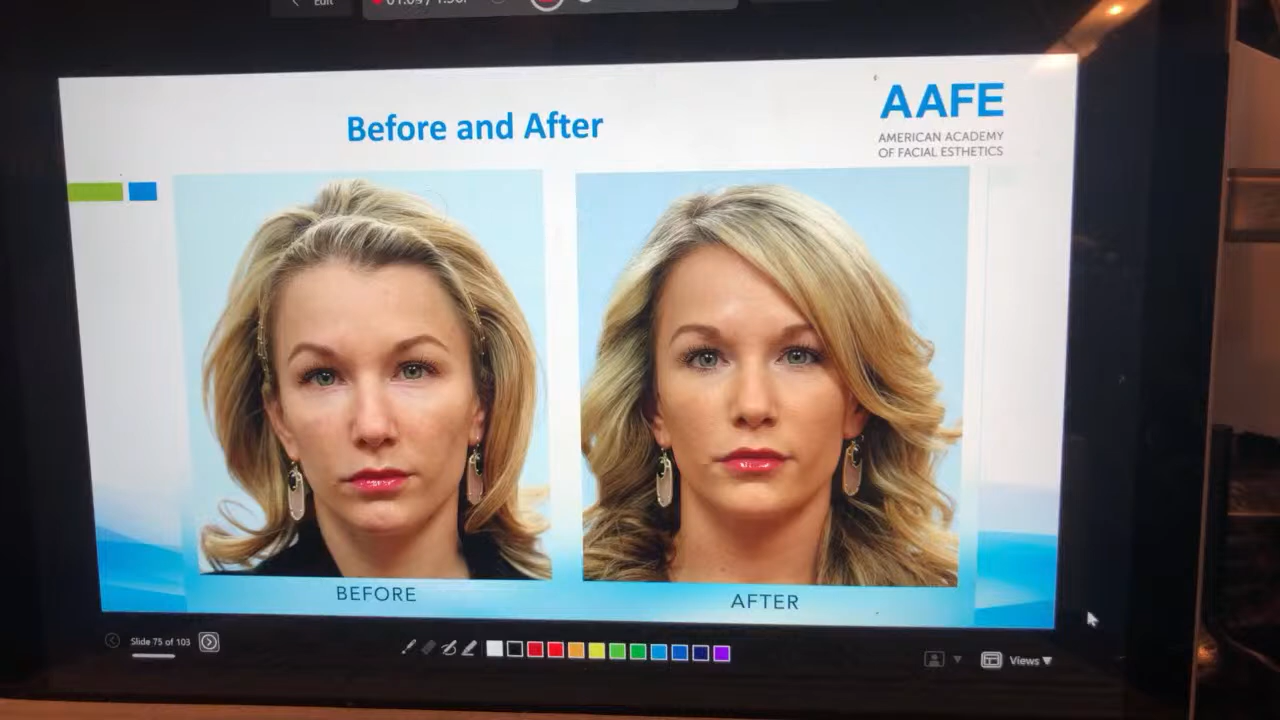 Edit
Before and After
AAFE
AMERICAN ACADEMY
OF FACIAL ESTHETICS
BEFORE
AFTER
Slide 75 of 103
Views